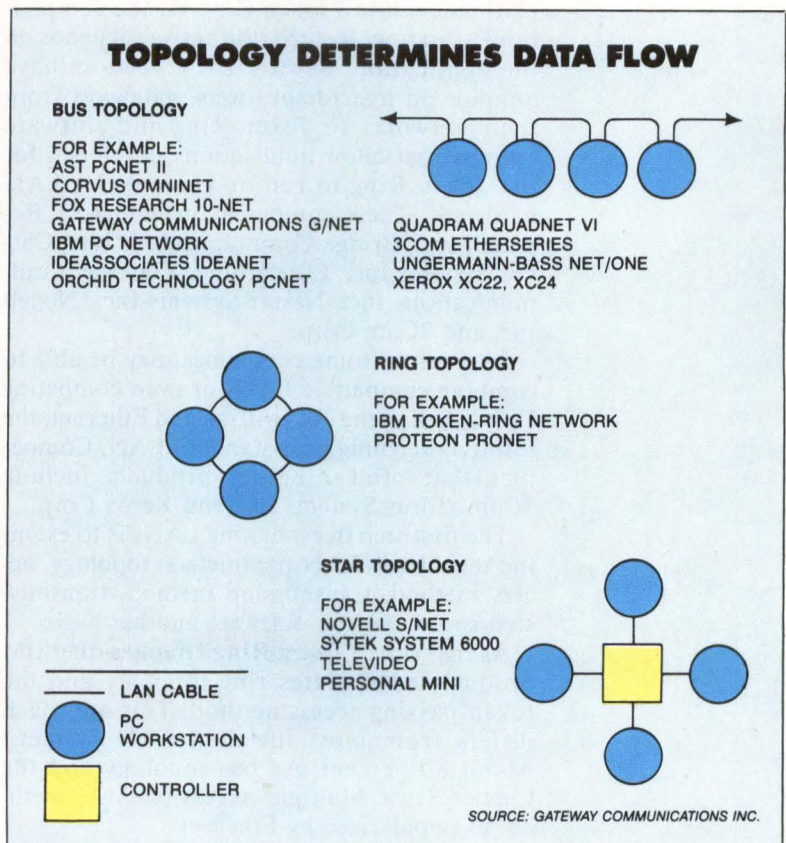 TOPOLOGY DETERMINES DATA FLOW
BUS TOPOLOGY
FOR EXAMPLE:
AST PCNET II
CORVUS OMNINET
FOX RESEARCH 10-NET
GATEWAY COMMUNICATIONS G/NET
IBM PC NETWORK
IDEASSOCIATES IDEANET
ORCHID TECHNOLOGY PCNET
QUADRAM QUADNET VI
3COM ETHERSERIES
UNGERMANN-BASS NET/ONE
XEROX XC22, XC24
RING TOPOLOGY
FOR EXAMPLE:
IBM TOKEN-RING NETWORK
PROTEON PRONET
STAR TOPOLOGY
FOR EXAMPLE:
NOVELL S/NET
SYTEK SYSTEM 6000
TELEVIDEO
PERSONAL MINI
LAN CABLE
PC
WORKSTATION
CONTROLLER
SOURCE: GATEWAY COMMUNICATIONS INC.